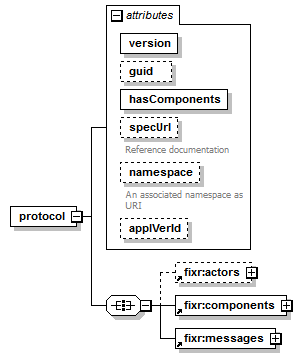 attributes
version
guid
hasComponents
specUrl
Reference documentation
namespace
An associated namespace as
URI
applVerId
protocol
fixr:actors
fixr:components
fixr:messages